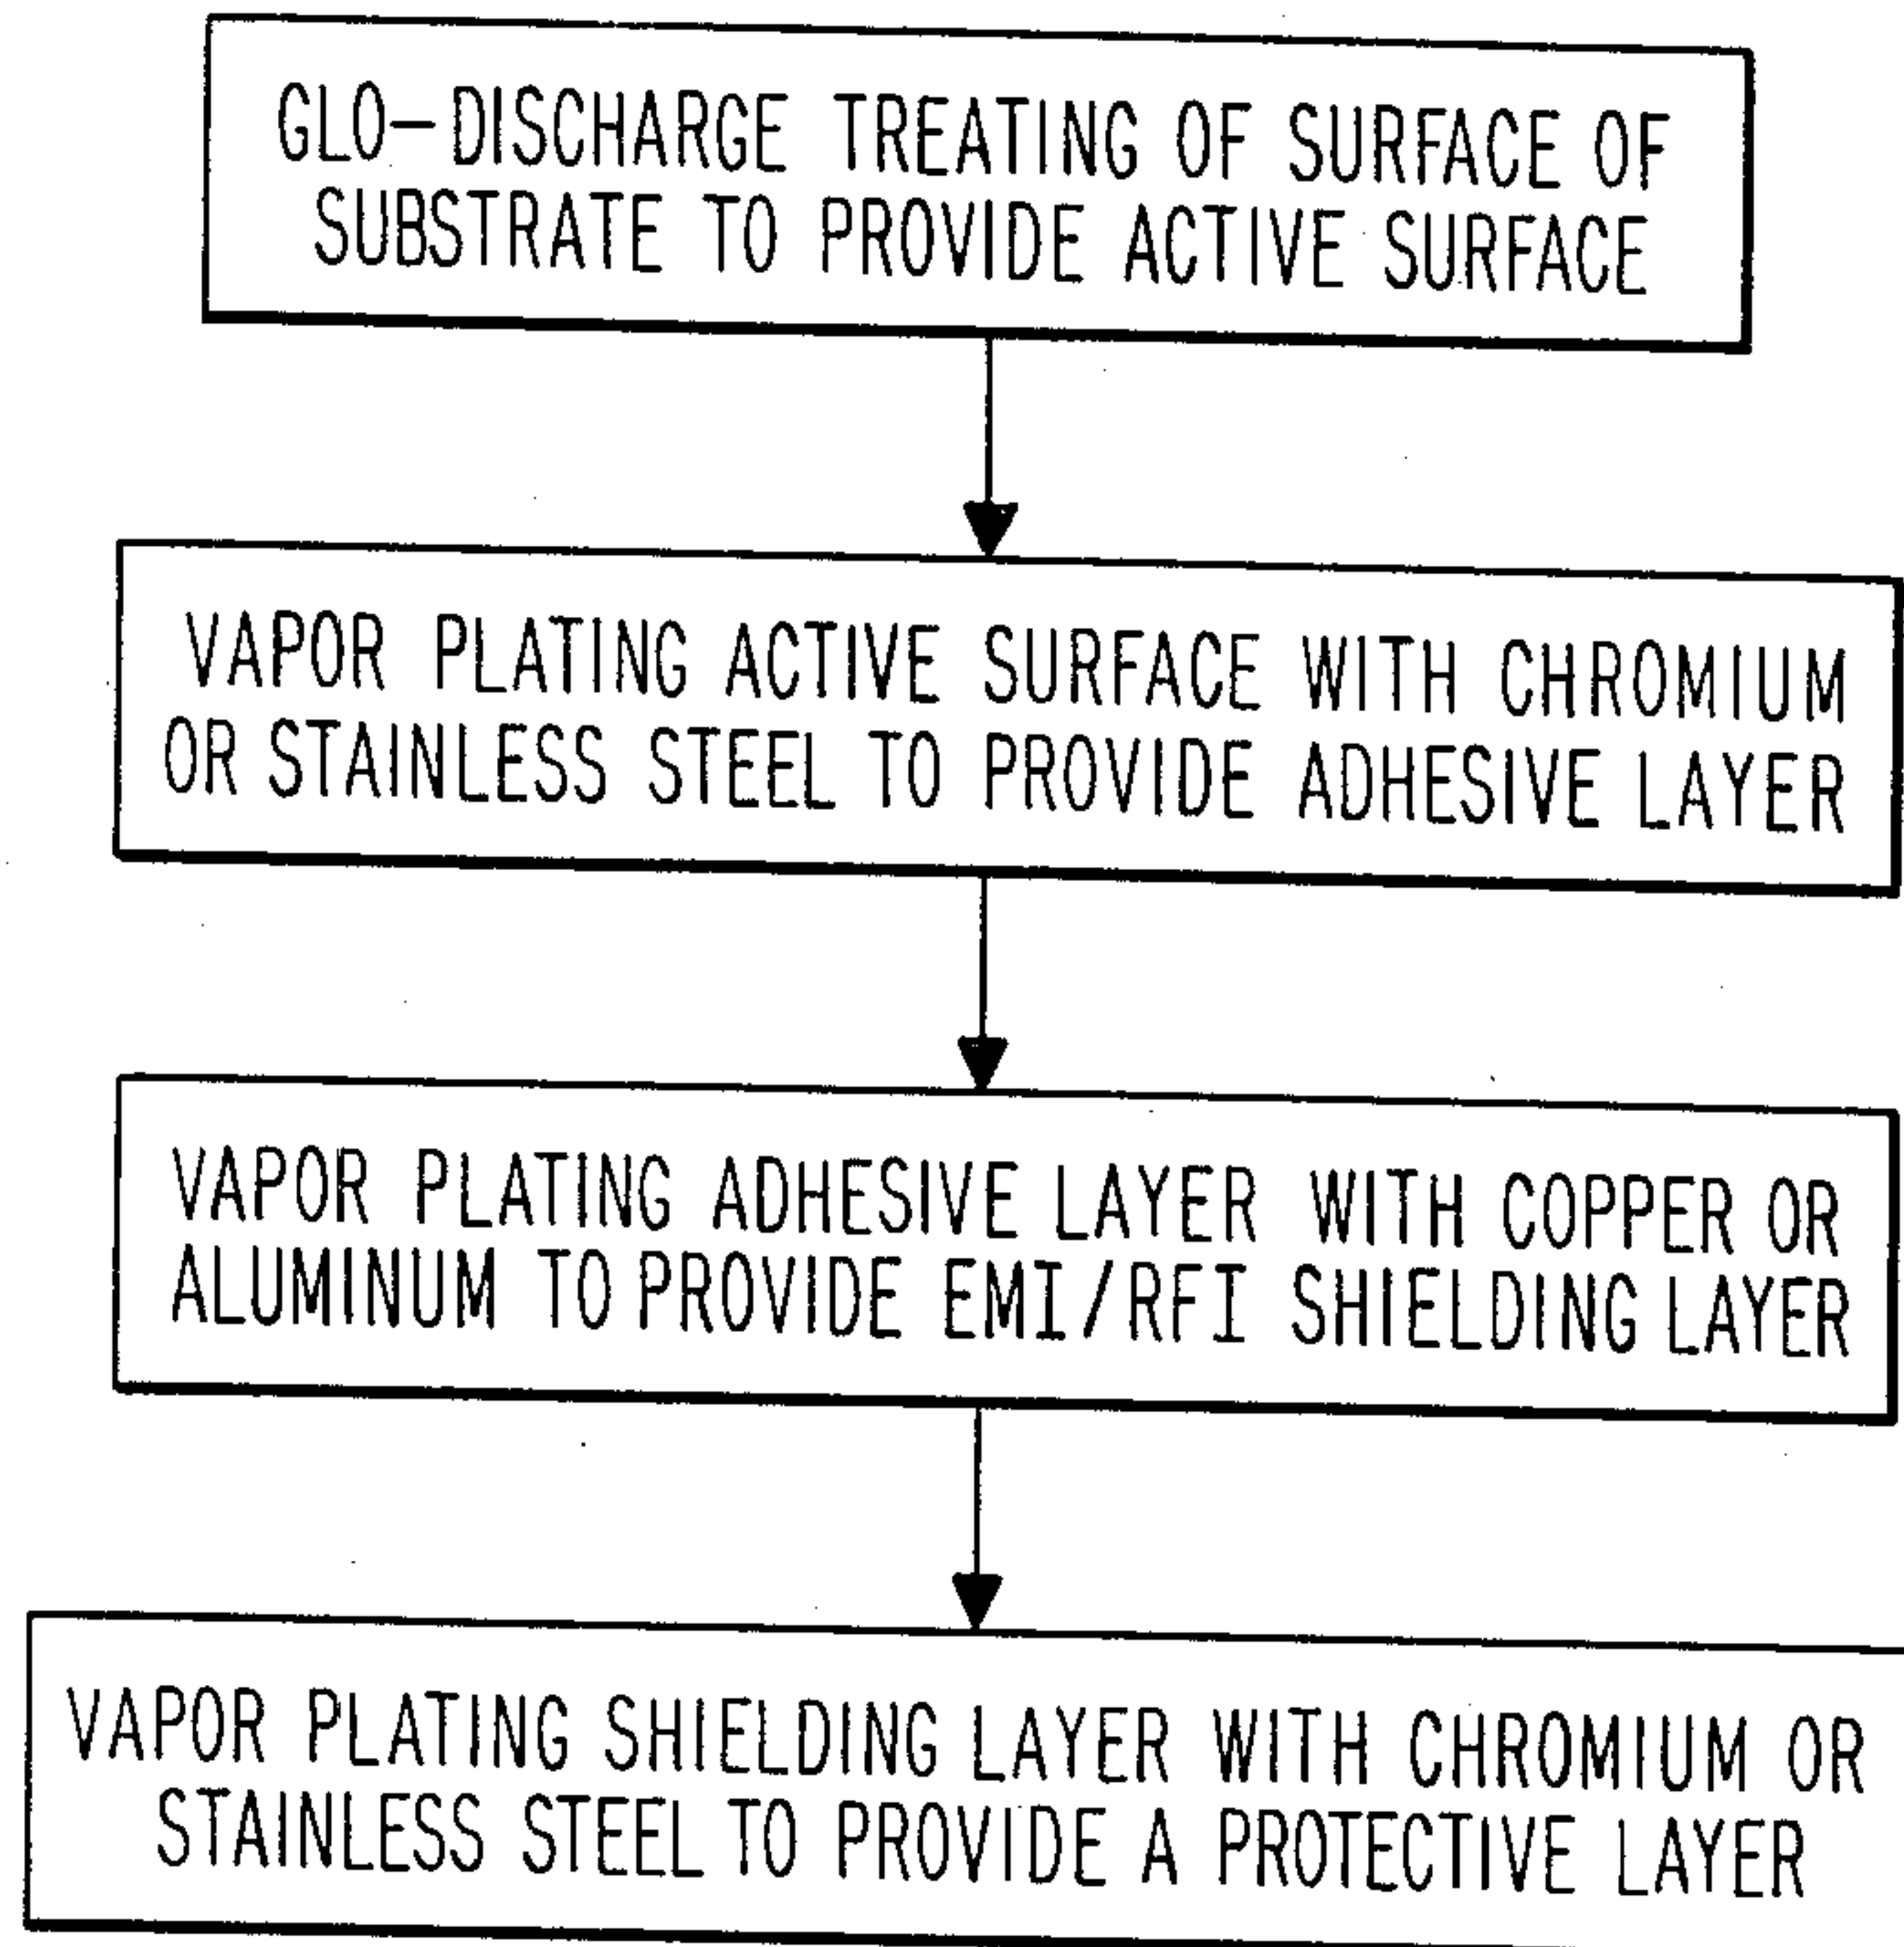 GLO-DISCHARGE TREATING OF SURFACE OF
SUBSTRATE TO PROVIDE ACTIVE SURFACE
VAPOR PLATING ACTIVE SURFACE WITH CHROMIUM
OR STAINLESS STEEL TO PROVIDE ADHESIVE LAYER
VAPOR PLATING ADHESIVE LAYER WITH COPPER OR
ALUMINUM TO PROVIDE EMI/RFI SHIELDING LAYER
VAPOR PLATING SHIELDING LAYER WITH CHROMIUM OR
STAINLESS STEEL TO PROVIDE A PROTECTIVE LAYER